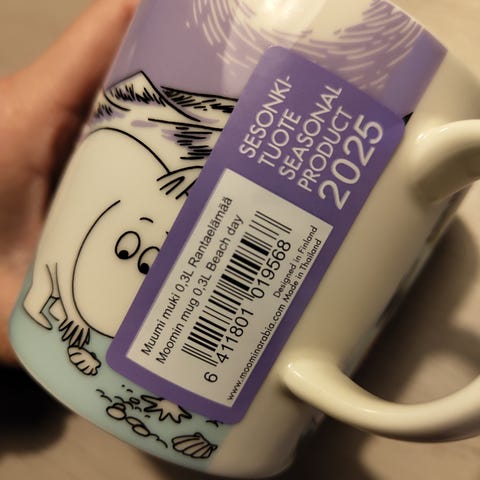 SESONKI-
TUOTE
SEASONAL
PRODUCT
2025
Muumi muki 0,3L Rantaelämää
Moomin mug 0,3L Beach day
6 411801 019568
Designed in Finland
www.moominarabia.com Made in Thailand